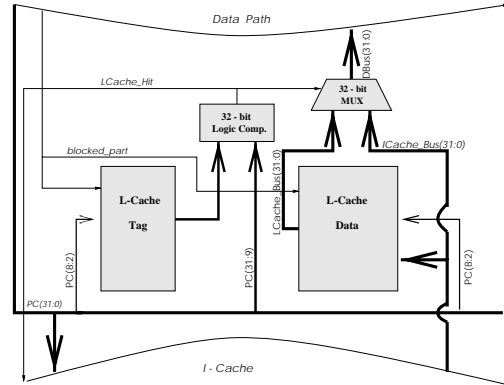 Data Path
DBus(31:0)
LCache_Hit
32 - bit
MUX
32 - bit
Logic Comp.
ICache_Bus(31:0)
blocked_part
LCache_Bus(31:0)
L-Cache
Tag
L-Cache
Data
PC(8:2)
PC(31:9)
PC(8:2)
PC(31:0)
I - Cache